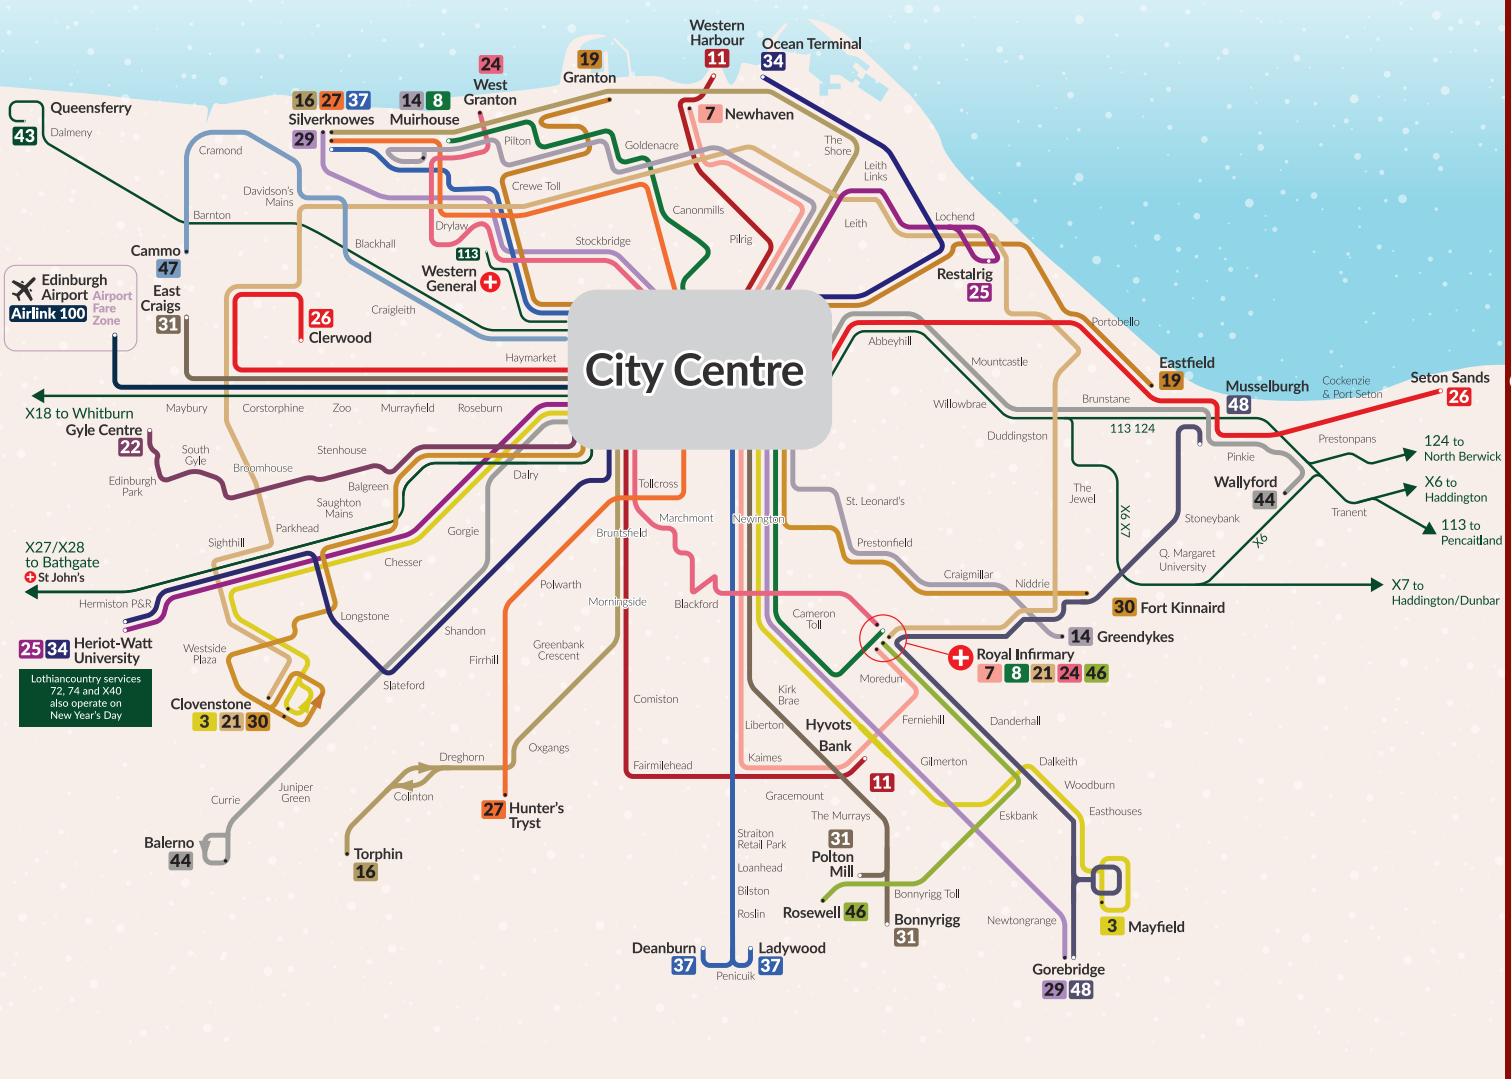 Western
Harbour
11
Ocean Terminal
34
24
West
Granton
19
Granton
16 27 37
Silverknowes
29
14 8
Muirhouse
7 Newhaven
Queensferry
43
Dalmeny
Cramond
Pilton
Goldenacre
The
Shore
Leith
Links
Davidson's
Mains
Crewe Toll
Barnton
Canonmills
Leith
Lochend
Drylaw
Pilrig
Stockbridge
Blackhall
Cammo
47
113
Western
General
Restalrig
25
Edinburgh
Airport
Airlink 100
Airport
Fare
Zone
East
Craigs
31
Craigleith
26
Clerwood
Portobello
Abbeyhill
Haymarket
City Centre
Mountcastle
Eastfield
19
Musselburgh
48
Cockenzie
& Port Seton
Seton Sands
26
X18 to Whitburn
Maybury
Corstorphine
Zoo
Murrayfield
Roseburn
Willowbrae
Brunstane
113 124
Gyle Centre
22
Duddingston
Prestonpans
124 to
North Berwick
South
Gyle
Stenhouse
Broomhouse
Pinkie
Edinburgh
Park
Balgreen
Dalry
Tollcross
The
Jewel
Wallyford
44
X6 to
Haddington
Saughton
Mains
St. Leonard's
Tranent
Parkhead
Gorgie
Marchmont
Newington
X6 X7
Stoneybank
113 to
Pencaitland
Bruntsfield
Sighthill
Prestonfield
X6
X27/X28
to Bathgate
St John's
Chesser
Q. Margaret
University
Craigmillar
Niddrie
Polwarth
X7 to
Haddington/Dunbar
Hermiston P&R
Morningside
Blackford
30 Fort Kinnaird
Longstone
Cameron
Toll
Shandon
14 Greendykes
25 34 Heriot-Watt
University
Westside
Plaza
Greenbank
Crescent
Firrhill
Royal Infirmary
7 8 21 24 46
Lothiancountry services
72, 74 and X40
also operate on
New Year's Day
Slateford
Moredun
Clovenstone
3 21 30
Comiston
Kirk
Brae
Liberton
Hyvots
Bank
Ferniehill
Danderhall
Oxgangs
Dreghorn
Fairmilehead
Kaimes
Gilmerton
Dalkeith
11
Colinton
Juniper
Green
Currie
Gracemount
Woodburn
27 Hunter's
Tryst
The Murrays
Eskbank
Easthouses
Balerno
44
Straiton
Retail Park
31
Polton
Mill
Torphin
16
Loanhead
Bilston
Bonnyrigg Toll
Roslin
Rosewell 46
Bonnyrigg
31
Newtongrange
3 Mayfield
Deanburn
37
Ladywood
37
Penicuik
Gorebridge
29 48